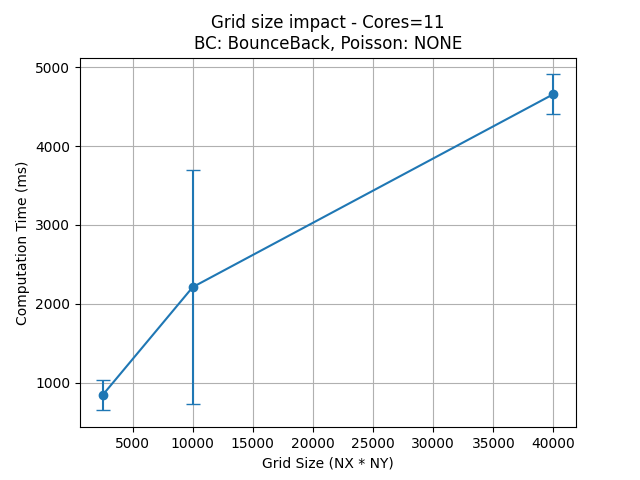 Grid size impact - Cores=11
BC: BounceBack, Poisson: NONE
Computation Time (ms)
5000
4000
3000
2000
1000
5000 10000 15000 20000 25000 30000 35000 40000
Grid Size (NX * NY)